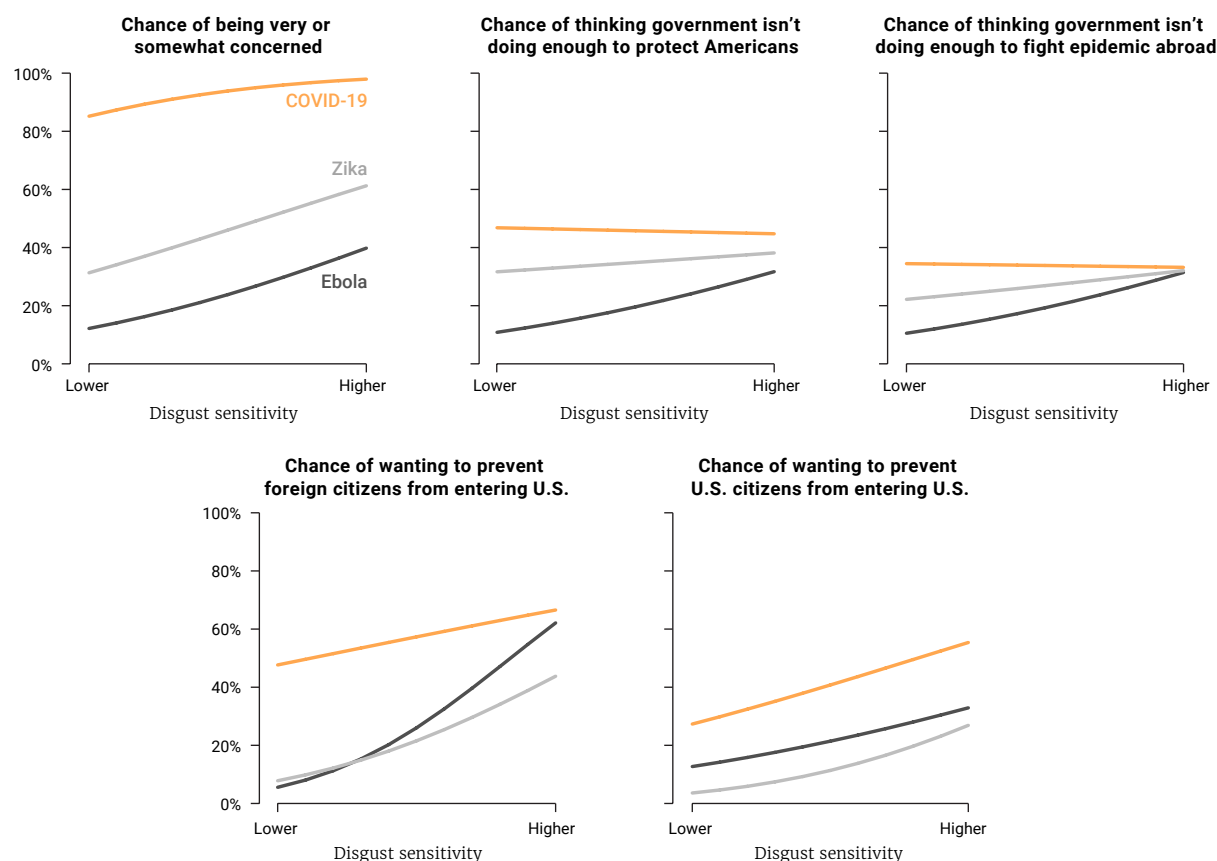 Chance of being very or
somewhat concerned
Chance of thinking government isn’t
doing enough to protect Americans
Chance of thinking government isn’t
doing enough to fight epidemic abroad
100%
80%
60%
40%
20%
0%
COVID-19
Zika
Ebola
Lower
Higher
Disgust sensitivity
Lower
Higher
Disgust sensitivity
Lower
Higher
Disgust sensitivity
Chance of wanting to prevent
foreign citizens from entering U.S.
Chance of wanting to prevent
U.S. citizens from entering U.S.
100%
80%
60%
40%
20%
0%
Lower
Higher
Disgust sensitivity
Lower
Higher
Disgust sensitivity